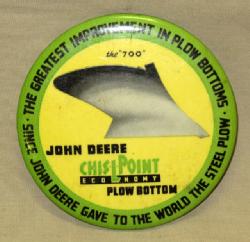 THE GREATEST IMPROVEMENT IN PLOW BOTTOMS
· SINCE JOHN DEERE GAVE TO THE WORLD THE STEEL PLOW ·
the "700"
JOHN DEERE
CHISLPOINT
ECONOMY
PLOW BOTTOM